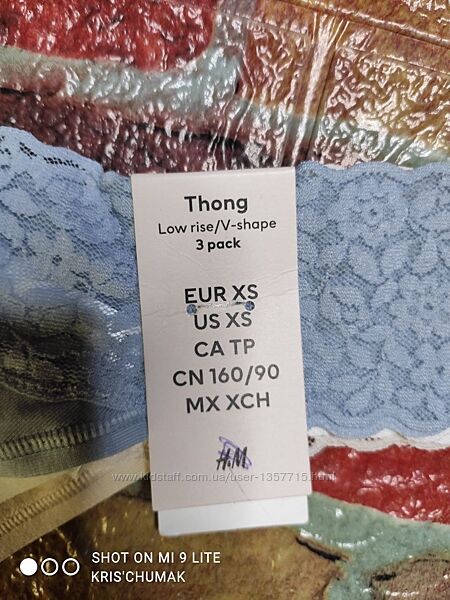 Thong
Low rise/V-shape
3 pack
EUR XS
US XS
CA TP
CN 160/90
MX XCH
H&M
www.kidstaff.com.ua/user-1357715.html
SHOT ON MI 9 LITE
KRIS'CHUMAK